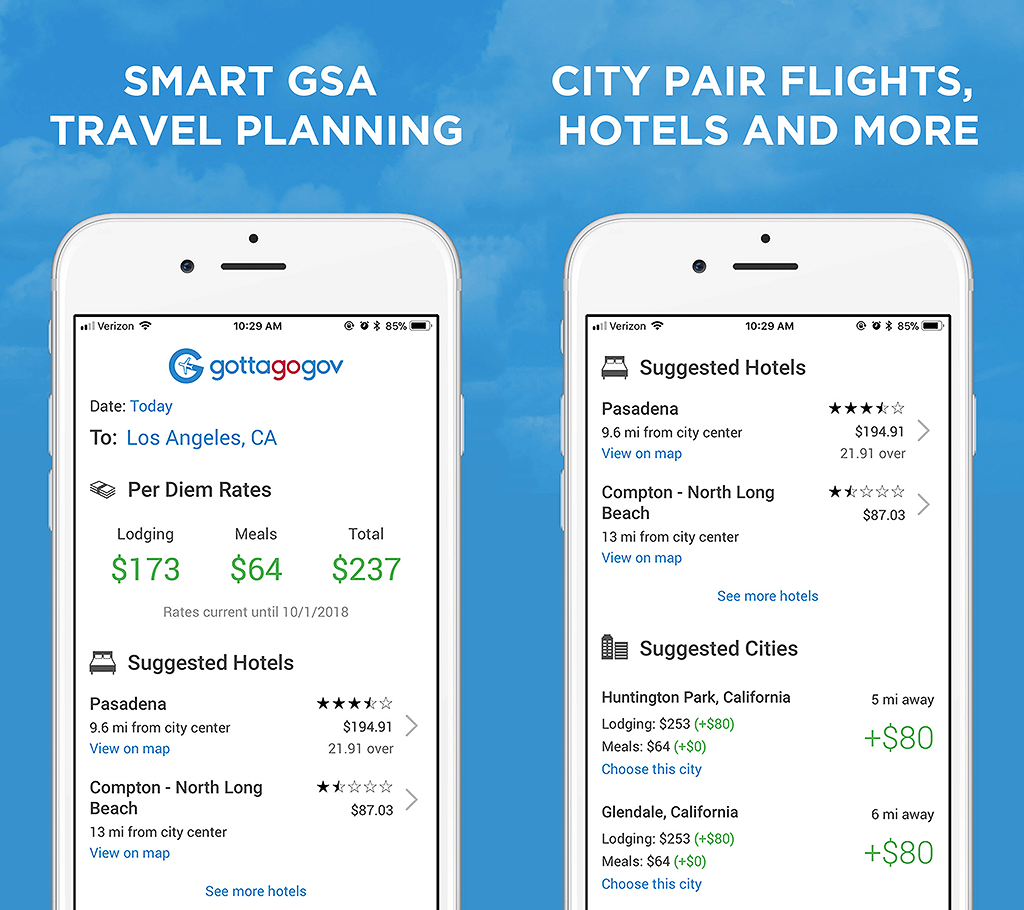 SMART GSA
TRAVEL PLANNING
Verizon 10:29 AM 85%
gottagogov
Date: Today
To: Los Angeles, CA
Per Diem Rates
Lodging Meals Total
$173 $64 $237
Rates current until 10/1/2018
Suggested Hotels
Pasadena
9.6 mi from city center $194.91
View on map 21.91 over
Compton - North Long
Beach $87.03
13 mi from city center
View on map
See more hotels
CITY PAIR FLIGHTS,
HOTELS AND MORE
Verizon 10:29 AM 85%
Suggested Hotels
Pasadena
9.6 mi from city center $194.91
View on map 21.91 over
Compton - North Long
Beach $87.03
13 mi from city center
View on map
See more hotels
Suggested Cities
Huntington Park, California 5 mi away
Lodging: $253 (+$80)
+$80
Meals: $64 (+$0)
Choose this city
Glendale, California 6 mi away
Lodging: $253 (+$80)
+$80
Meals: $64 (+$0)
Choose this city